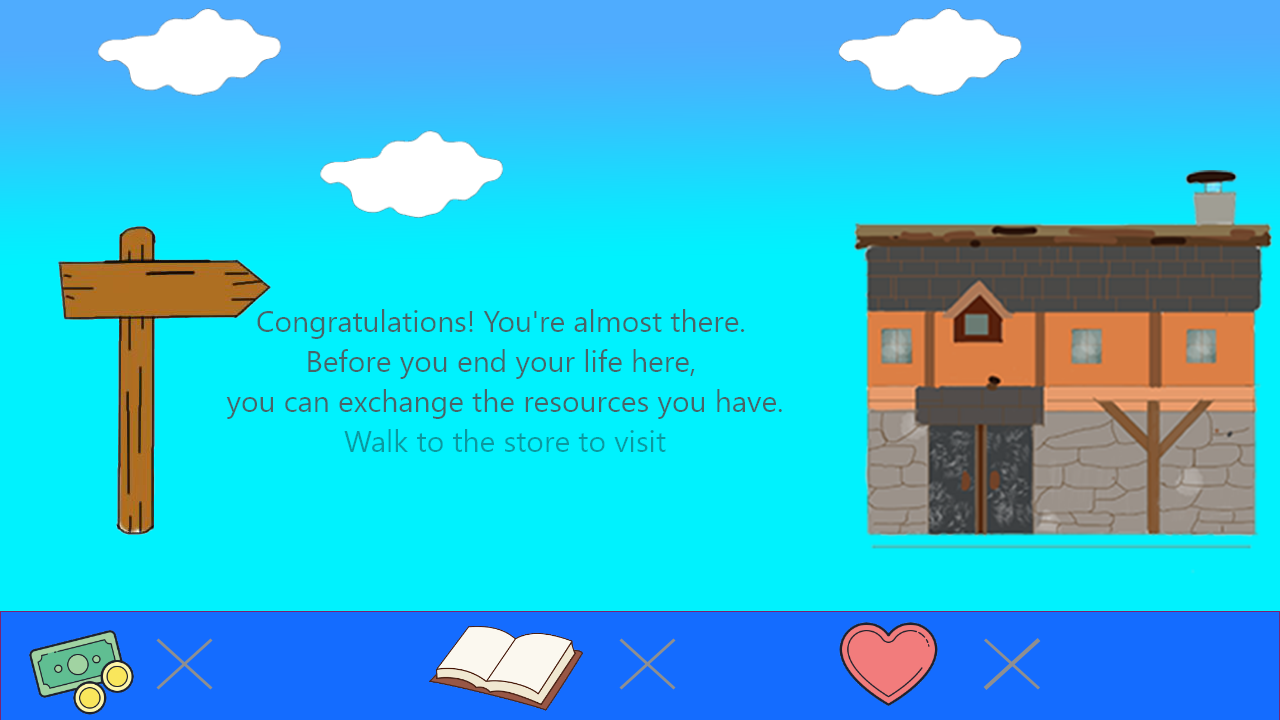 Congratulations! You're almost there.
Before you end your life here,
you can exchange the resources you have.
Walk to the store to visit